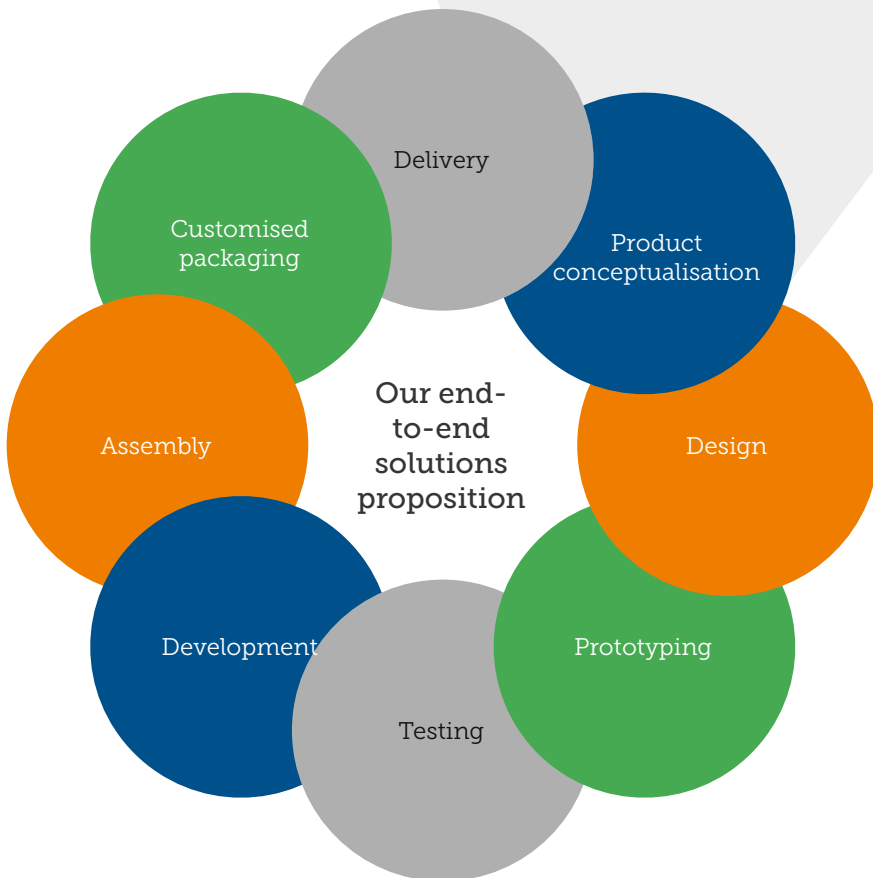 Delivery
Product
conceptualisation
Customised
packaging
Our end-
to-end
solutions
proposition
Assembly
Design
Development
Prototyping
Testing